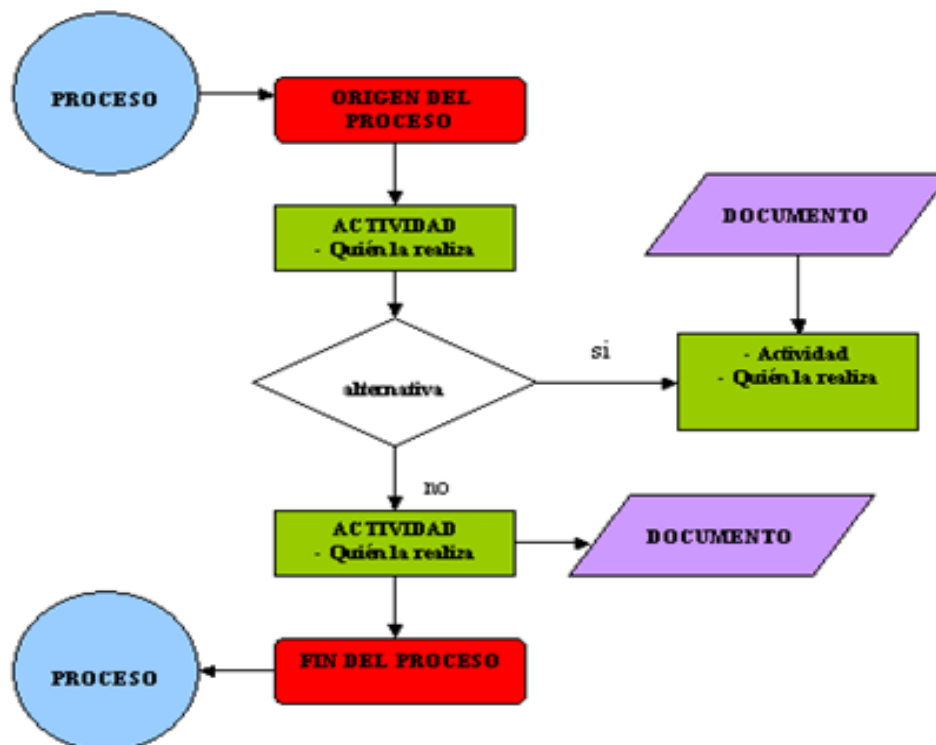 PROCESO
ORIGEN DEL
PROCESO
ACTIVIDAD
- Quién la realiza
DOCUMENTO
alternativa
si
- Actividad
- Quién la realiza
no
ACTIVIDAD
- Quién la realiza
DOCUMENTO
FIN DEL PROCESO
PROCESO